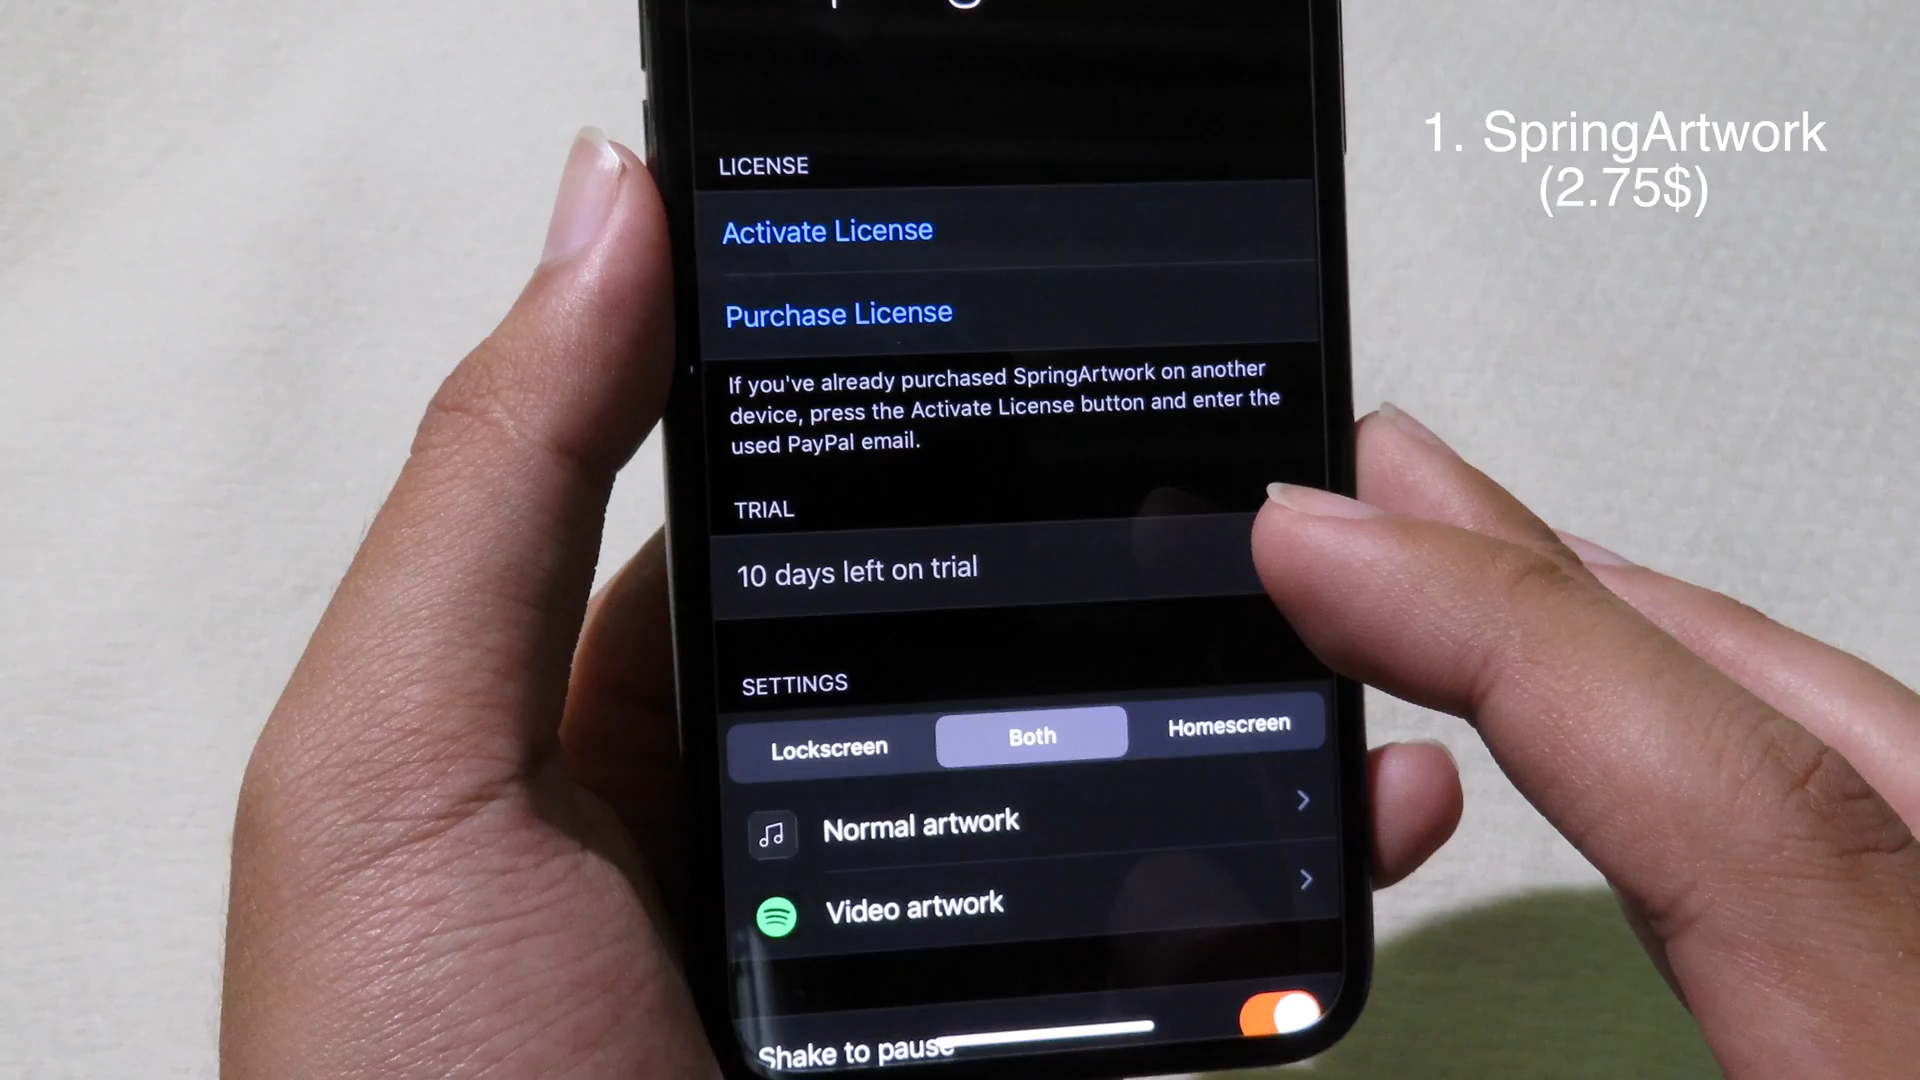 1. SpringArtwork
(2.75$)
LICENSE
Activate License
Purchase License
If you've already purchased SpringArtwork on another
device, press the Activate License button and enter the
used PayPal email.
TRIAL
10 days left on trial
SETTINGS
Lockscreen Both Homescreen
Normal artwork
Video artwork
Shake to pause